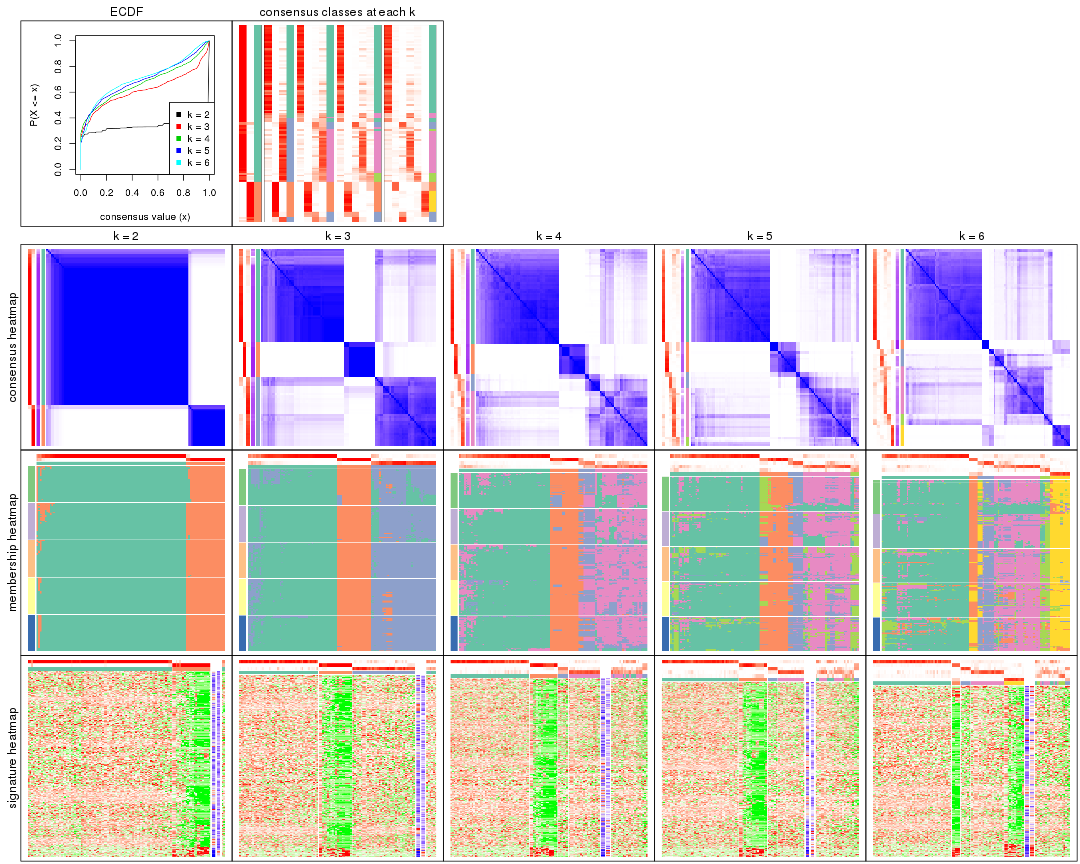 ECDF
consensus classes at each k
P(X <= x)
0.0 0.2 0.4 0.6 0.8 1.0
k = 2
k = 3
k = 4
k = 5
k = 6
0.0 0.2 0.4 0.6 0.8 1.0
consensus value (x)
k = 2 k = 3 k = 4 k = 5 k = 6
consensus heatmap
membership heatmap
signature heatmap